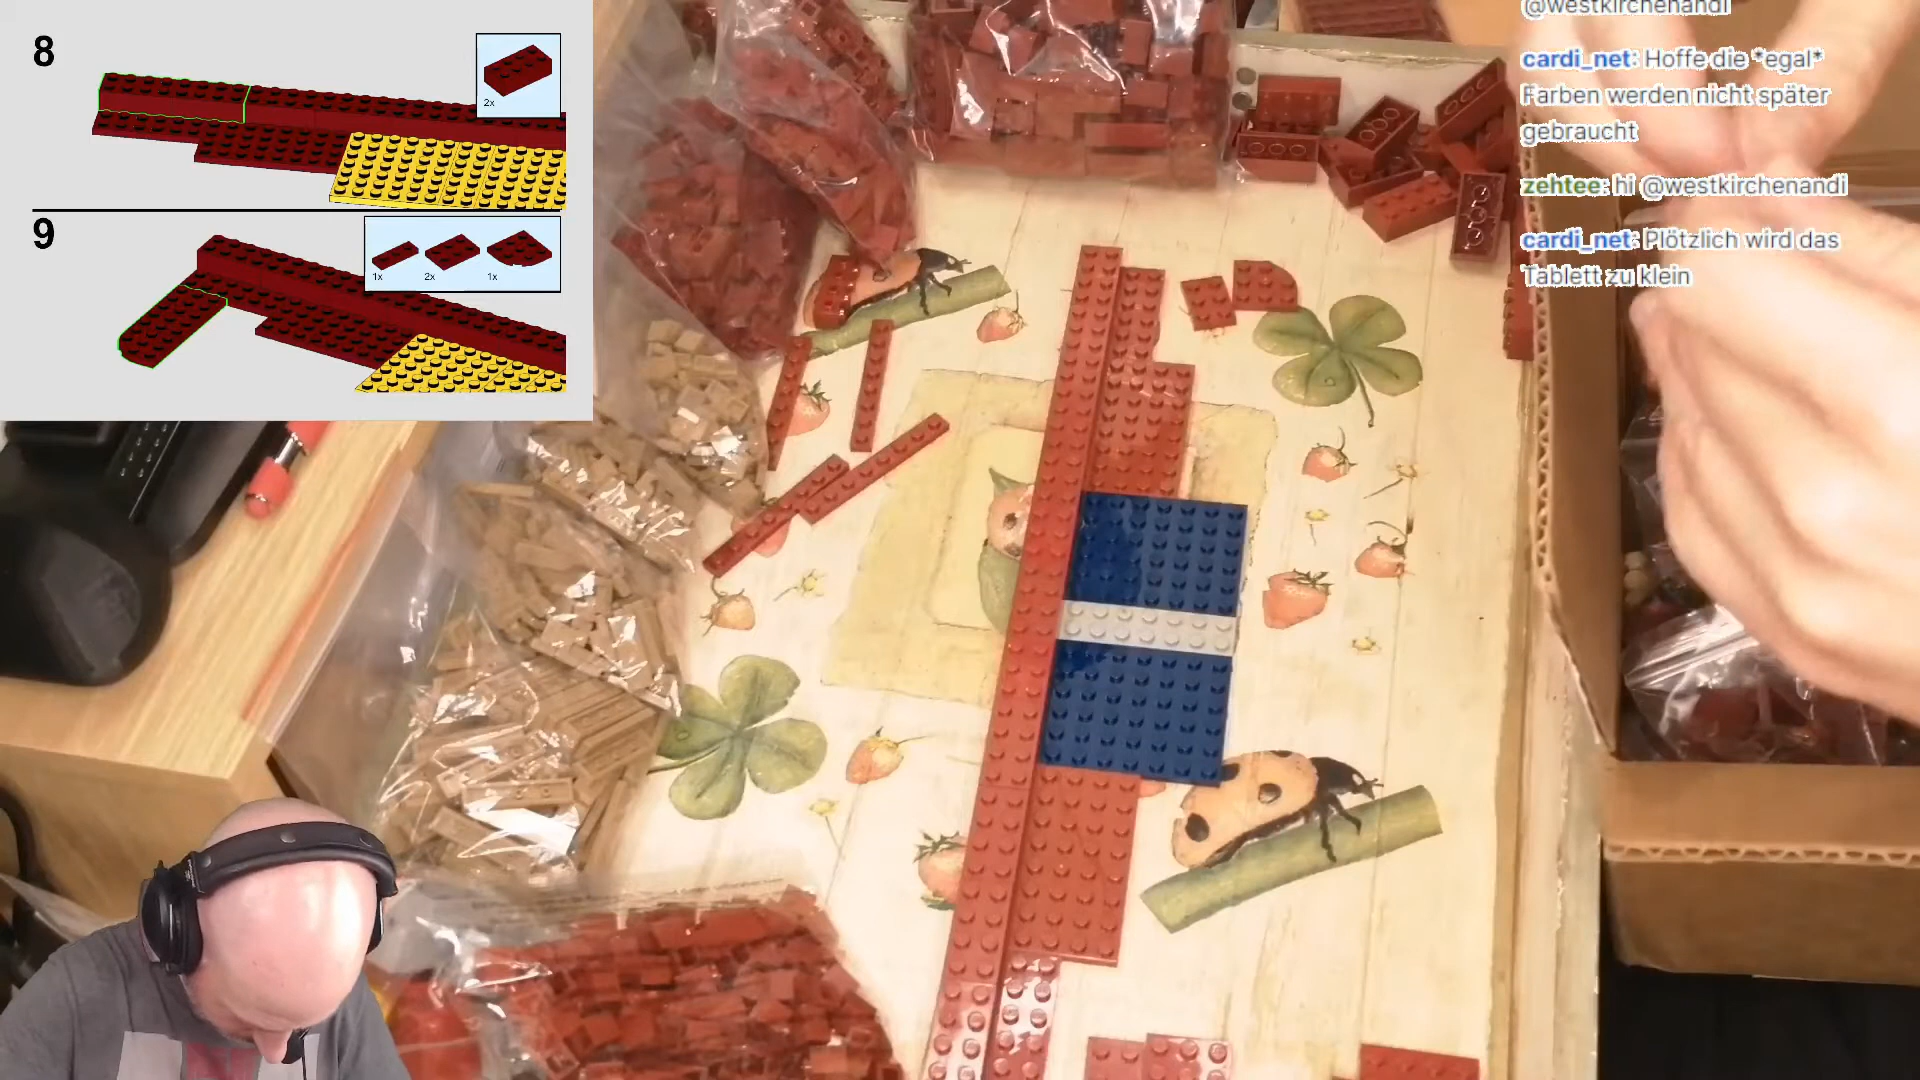 8
2x
9
1x
2x
1x
@westkirchenandi
cardi_net: Hoffe die *egal*
Farben werden nicht später
gebraucht
zehtee: hi @westkirchenandi
cardi_net: Plötzlich wird das
Tablett zu klein